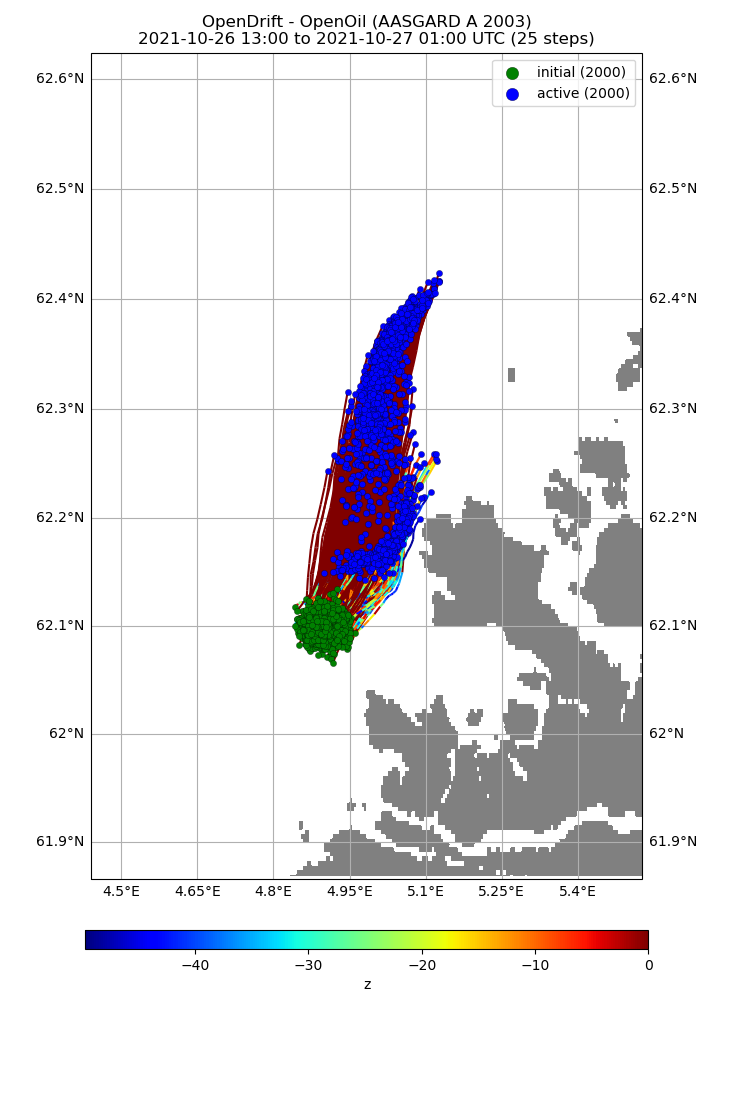 OpenDrift - OpenOil (AASGARD A 2003)
2021-10-26 13:00 to 2021-10-27 01:00 UTC (25 steps)
initial (2000)
active (2000)
62.6°N 62.6°N
62.5°N 62.5°N
62.4°N 62.4°N
62.3°N 62.3°N
62.2°N 62.2°N
62.1°N 62.1°N
62°N 62°N
61.9°N 61.9°N
4.5°E 4.65°E 4.8°E 4.95°E 5.1°E 5.25°E 5.4°E
−40 −30 −20 −10 0
z